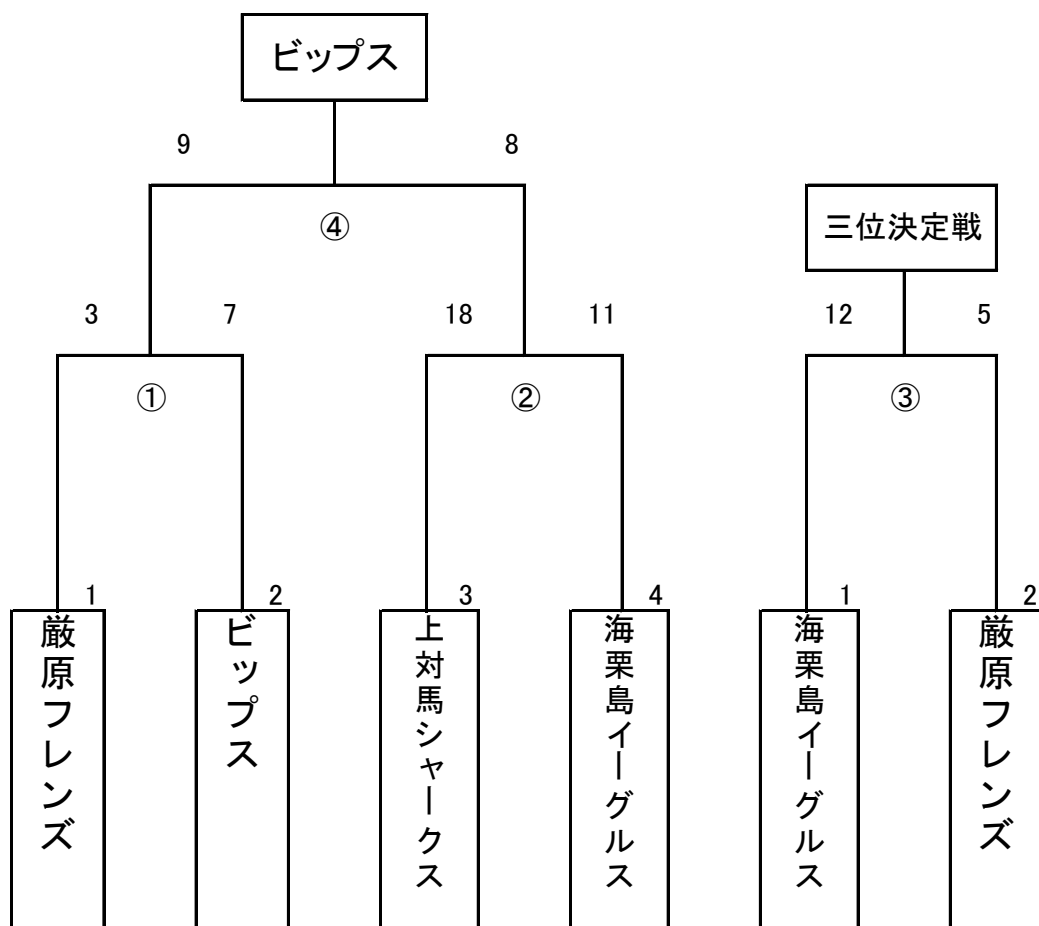 ビップス
9
8
④
三位決定戦
3
7
18
11
12
5
①
②
③
1
2
3
4
1
2
厳原フレンズ
ビップス
上対馬シャークス
海栗島イーグルス
海栗島イーグルス
厳原フレンズ